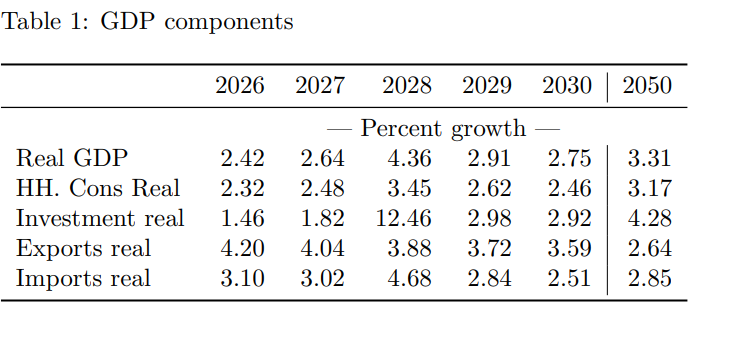 Table 1: GDP components
2026 2027 2028 2029 2030 2050
— Percent growth —
Real GDP 2.42 2.64 4.36 2.91 2.75 3.31
HH. Cons Real 2.32 2.48 3.45 2.62 2.46 3.17
Investment real 1.46 1.82 12.46 2.98 2.92 4.28
Exports real 4.20 4.04 3.88 3.72 3.59 2.64
Imports real 3.10 3.02 4.68 2.84 2.51 2.85